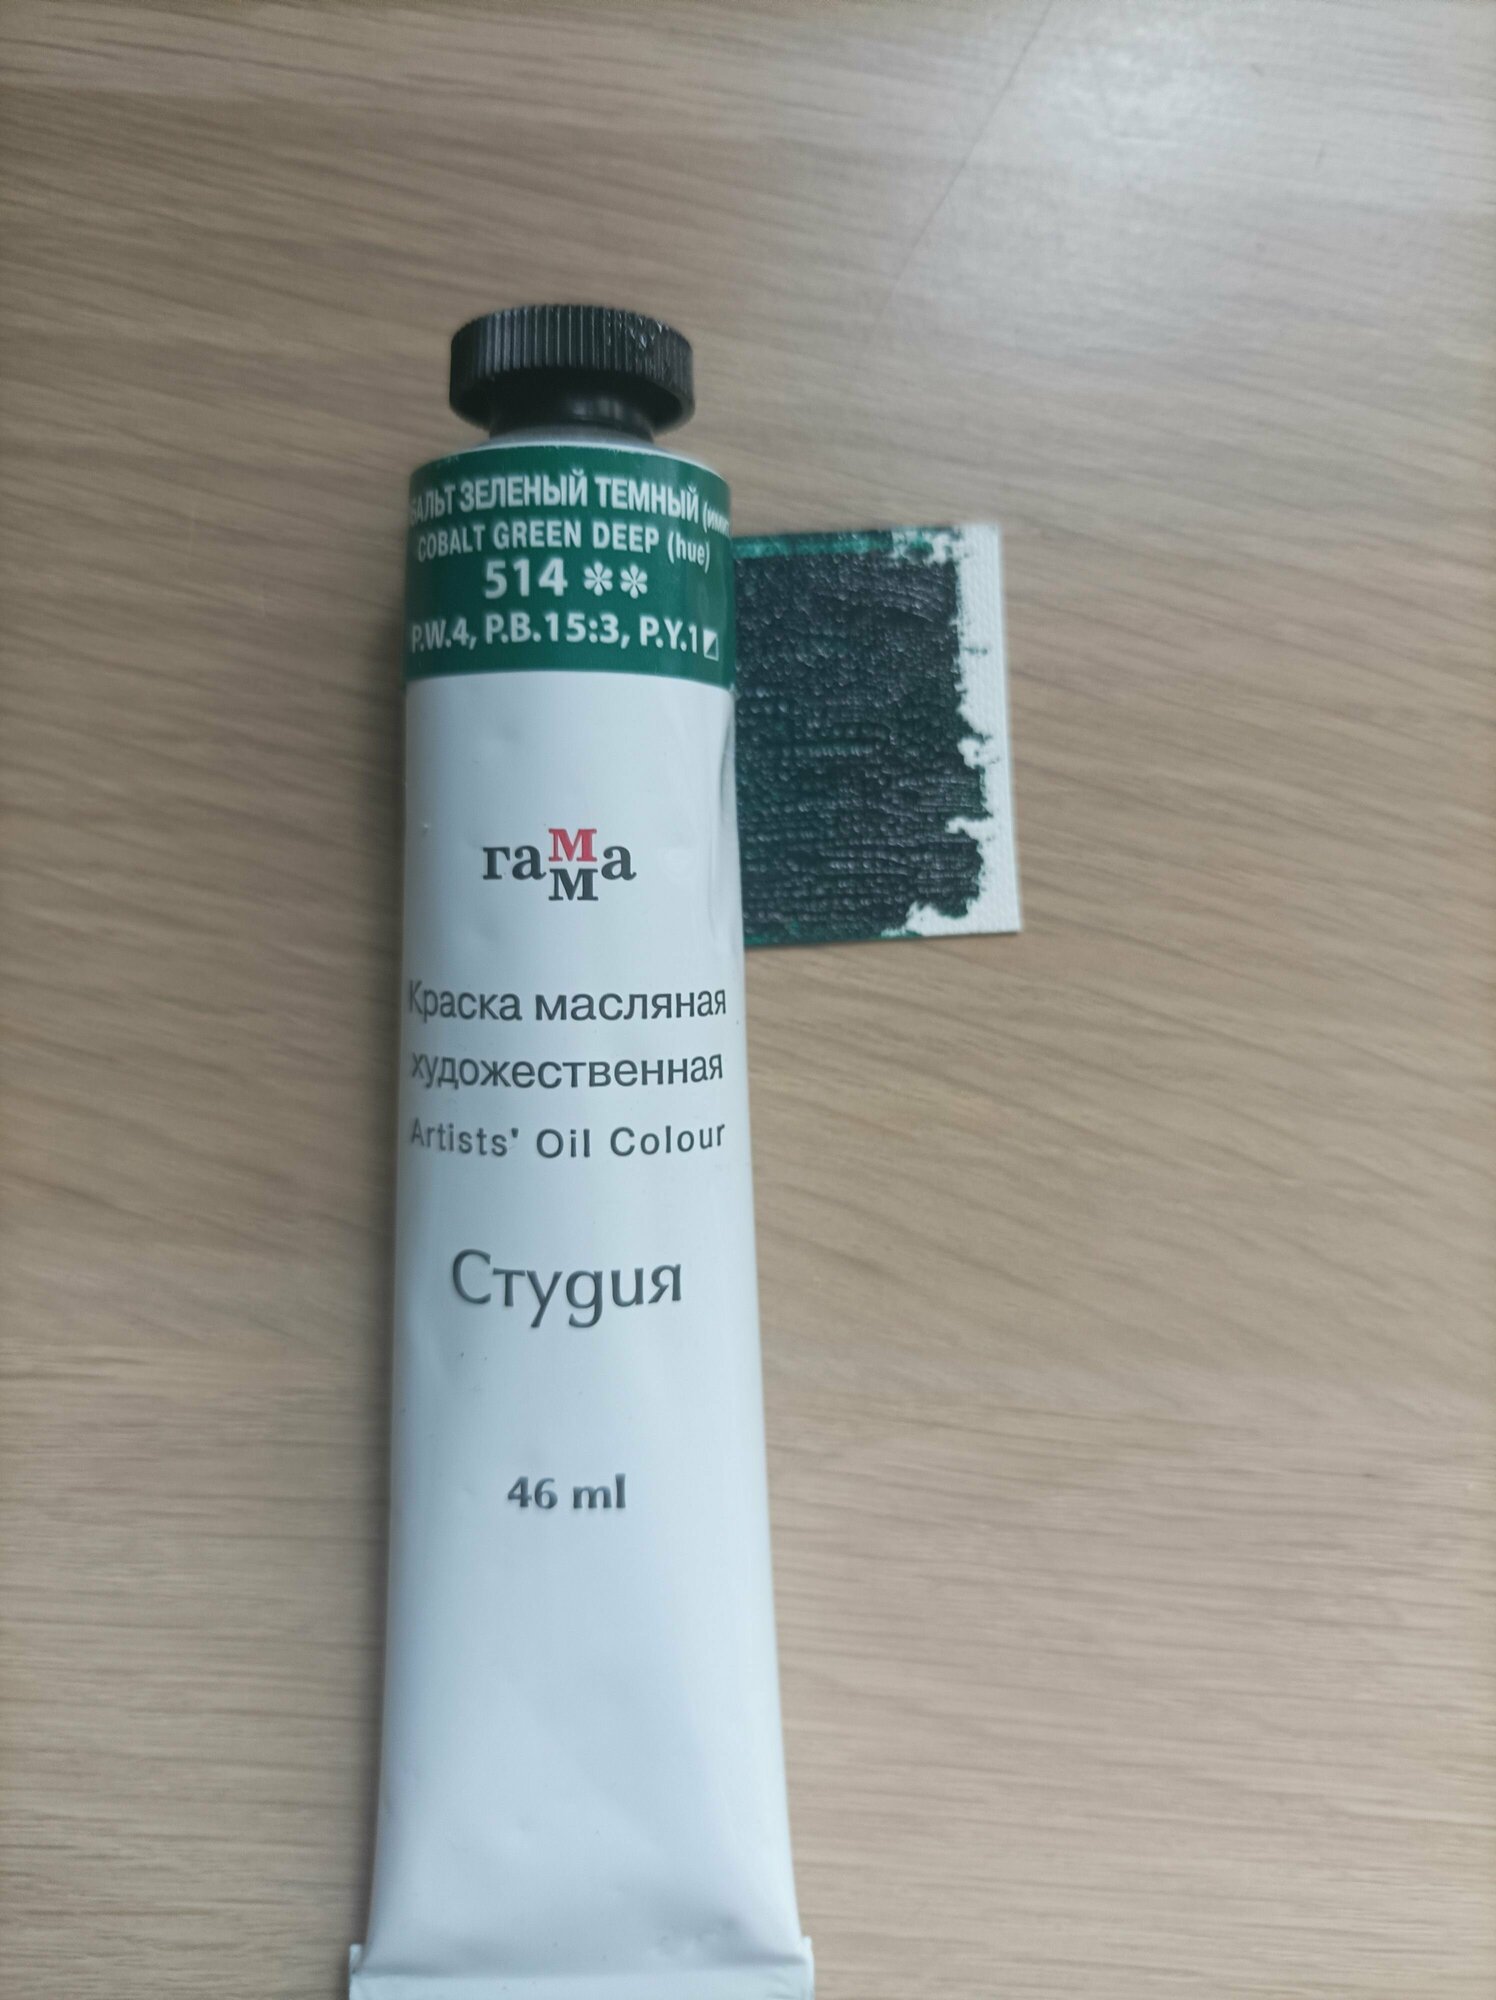 ЗЕЛЕНЫЙ ТЕМНЫЙ
COBALT GREEN DEEP (hue)
514 **
P.W.4, P.B.15:3, P.Y.1
гамма
Краска масляная
художественная
Artists' Oil Colour
Студия
46 ml